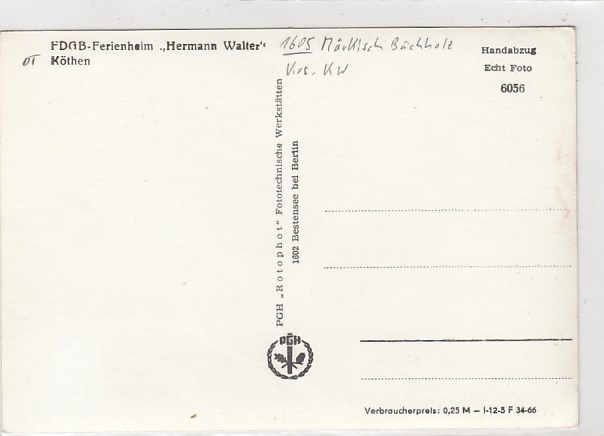 FDGB-Ferienheim „Hermann Walter"
OT Köthen
1605 Märkisch Buchholz
Krs. KW
Handabzug
Echt Foto
6056
PGH „Rotophot" Fototechnische Werkstätten
1602 Bestensee bei Berlin
PGH
Verbraucherpreis: 0,25 M – I-12-5 F 34-66